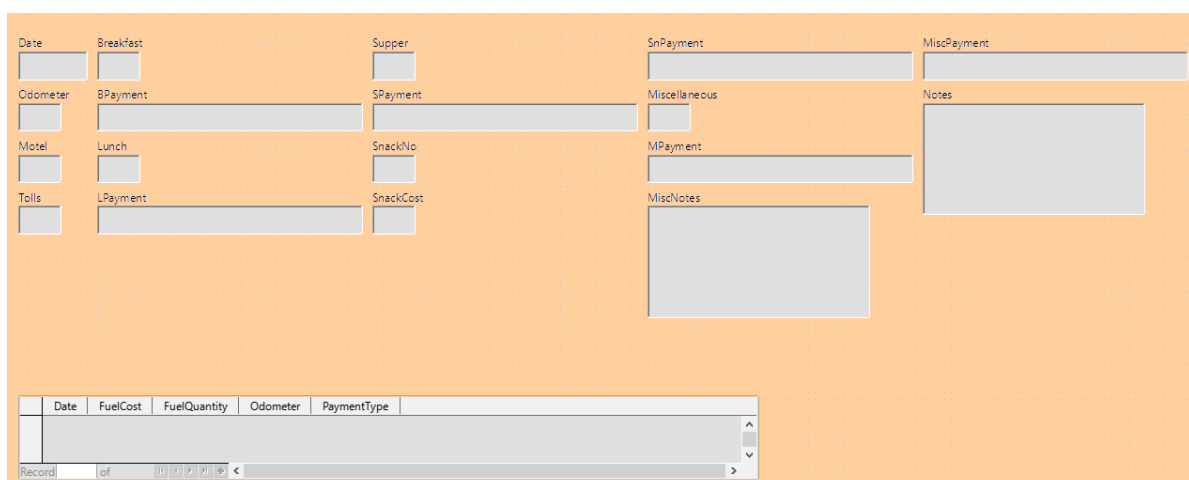 Date Breakfast Supper SnPayment MiscPayment
Odometer BPayment SPayment Miscellaneous Notes
Motel Lunch SnackNo MPayment
Tolls LPayment SnackCost MiscNotes
Date FuelCost FuelQuantity Odometer PaymentType
Record of